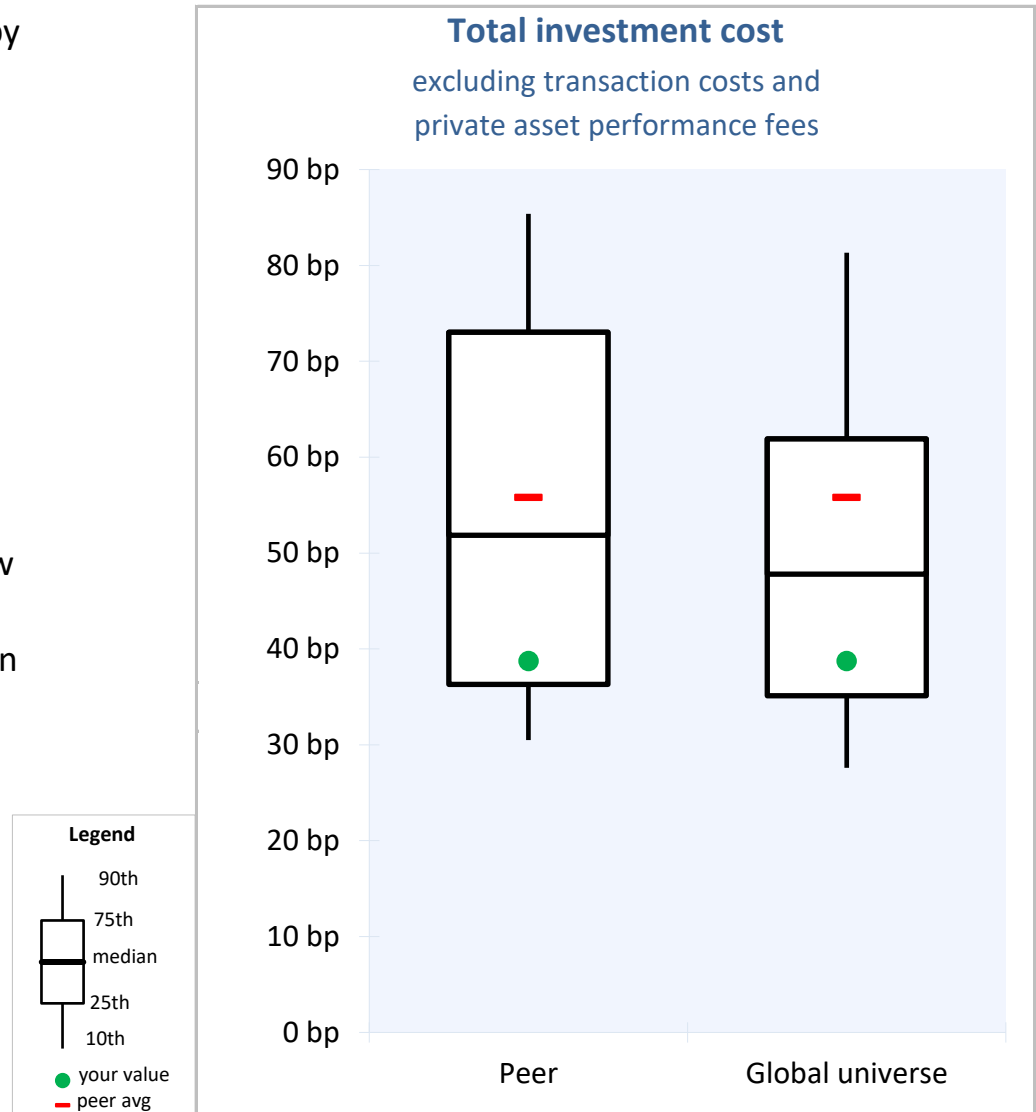 Total investment cost
excluding transaction costs and
private asset performance fees
90 bp
80 bp
70 bp
60 bp
50 bp
40 bp
30 bp
20 bp
10 bp
0 bp
Peer
Global universe
Legend
90th
75th
median
25th
10th
your value
peer avg